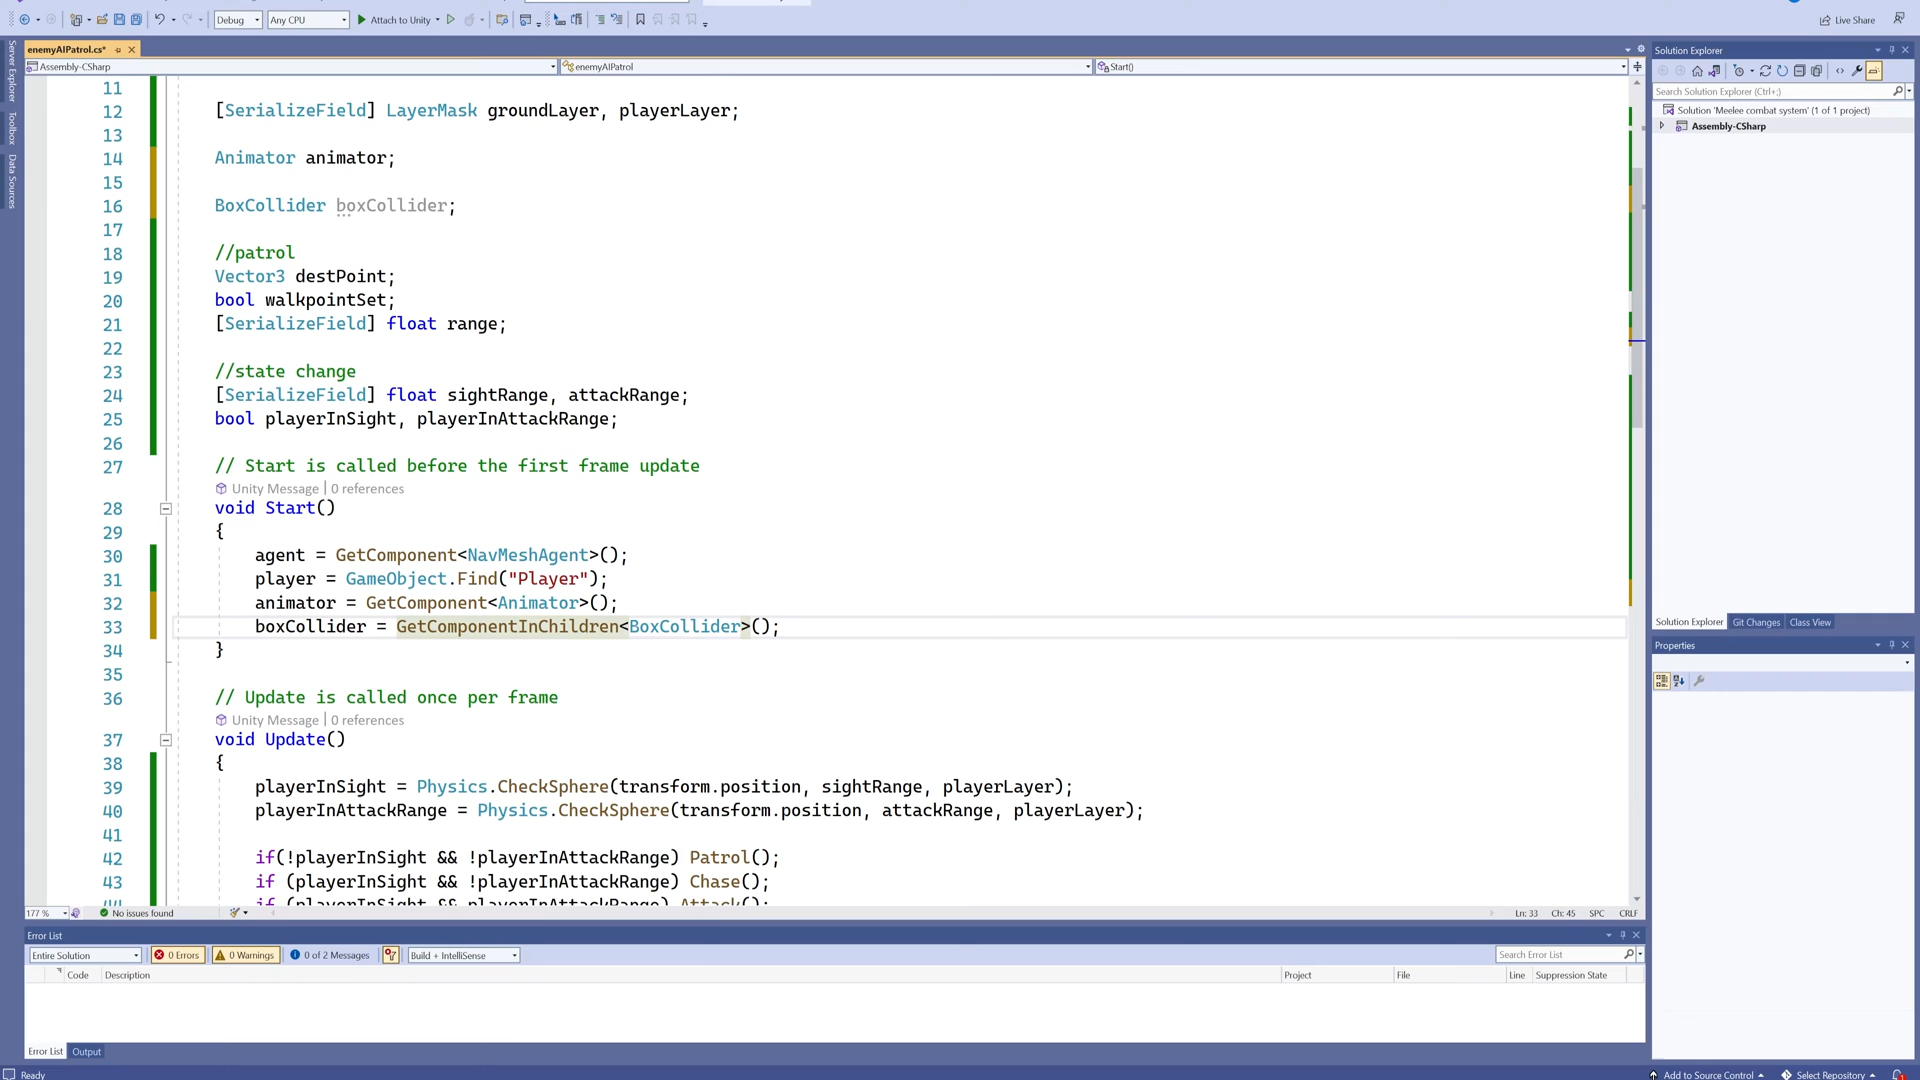 Debug
Any CPU
Attach to Unity
Live Share
enemyAIPatrol.cs*
Assembly-CSharp
enemyAIPatrol
Start()
Server Explorer
Toolbox
Data Sources
11
12 [SerializeField] LayerMask groundLayer, playerLayer;
13
14 Animator animator;
15
16 BoxCollider boxCollider;
17
18 //patrol
19 Vector3 destPoint;
20 bool walkpointSet;
21 [SerializeField] float range;
22
23 //state change
24 [SerializeField] float sightRange, attackRange;
25 bool playerInSight, playerInAttackRange;
26
27 // Start is called before the first frame update
Unity Message | 0 references
28 void Start()
29 {
30 agent = GetComponent<NavMeshAgent>();
31 player = GameObject.Find("Player");
32 animator = GetComponent<Animator>();
33 boxCollider = GetComponentInChildren<BoxCollider>();
34 }
35
36 // Update is called once per frame
Unity Message | 0 references
37 void Update()
38 {
39 playerInSight = Physics.CheckSphere(transform.position, sightRange, playerLayer);
40 playerInAttackRange = Physics.CheckSphere(transform.position, attackRange, playerLayer);
41
42 if(!playerInSight && !playerInAttackRange) Patrol();
43 if (playerInSight && !playerInAttackRange) Chase();
44 if (playerInSight && playerInAttackRange) Attack();
177 %
No issues found
Ln: 33 Ch: 45 SPC CRLF
Solution Explorer
Search Solution Explorer (Ctrl+;)
Solution 'Meelee combat system' (1 of 1 project)
Assembly-CSharp
Solution Explorer Git Changes Class View
Properties
Error List
Entire Solution
0 Errors
0 Warnings
0 of 2 Messages
Build + IntelliSense
Search Error List
Code Description Project File Line Suppression State
Error List Output
Ready
Add to Source Control
Select Repository